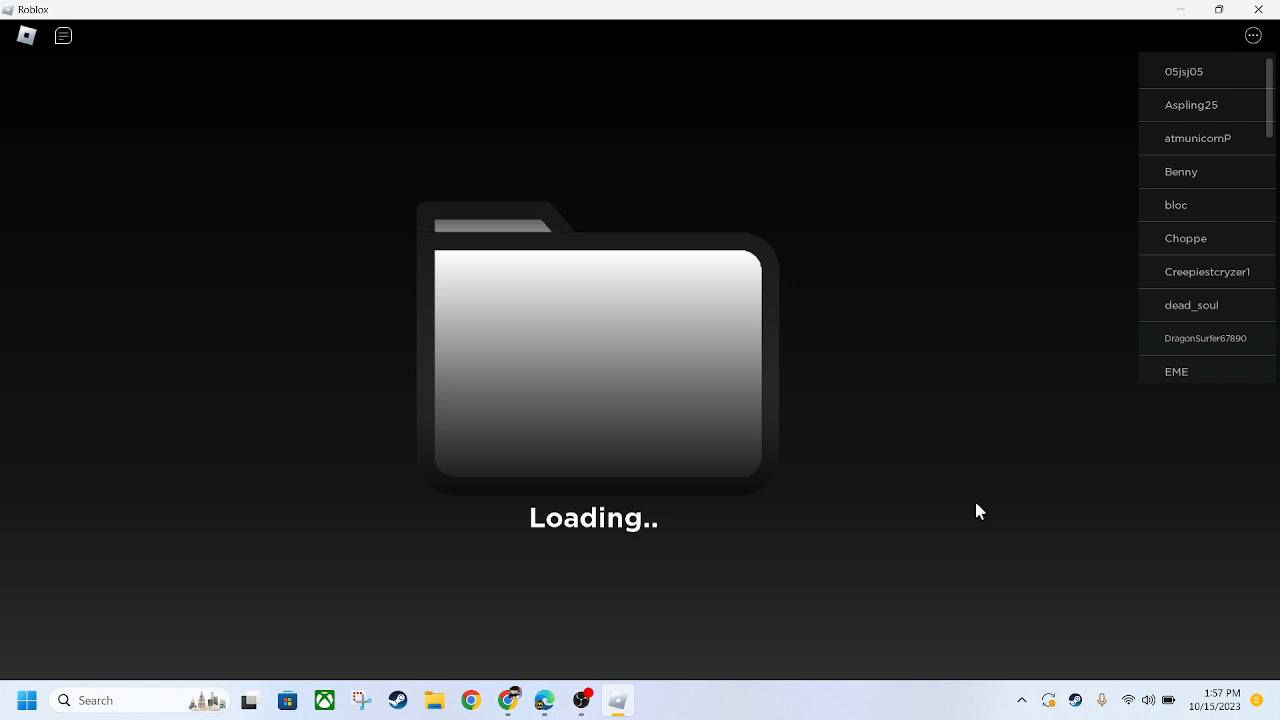 Roblox
05jsj05
Aspling25
atmunicornP
Benny
bloc
Choppe
Creepiestcryzer1
dead_soul
DragonSurfer67890
EME
Loading..
Search
1:57 PM
10/15/2023
5